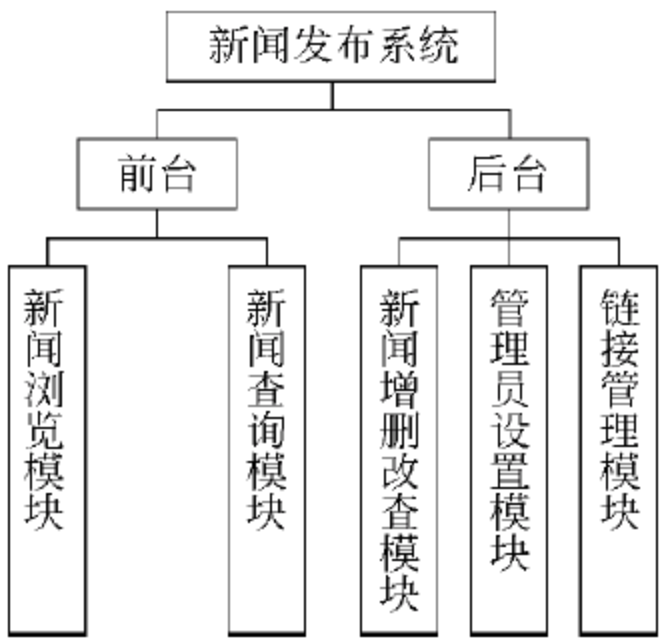 新闻发布系统
前台
后台
新闻浏览模块
新闻查询模块
新闻增删改查模块
管理员设置模块
链接管理模块